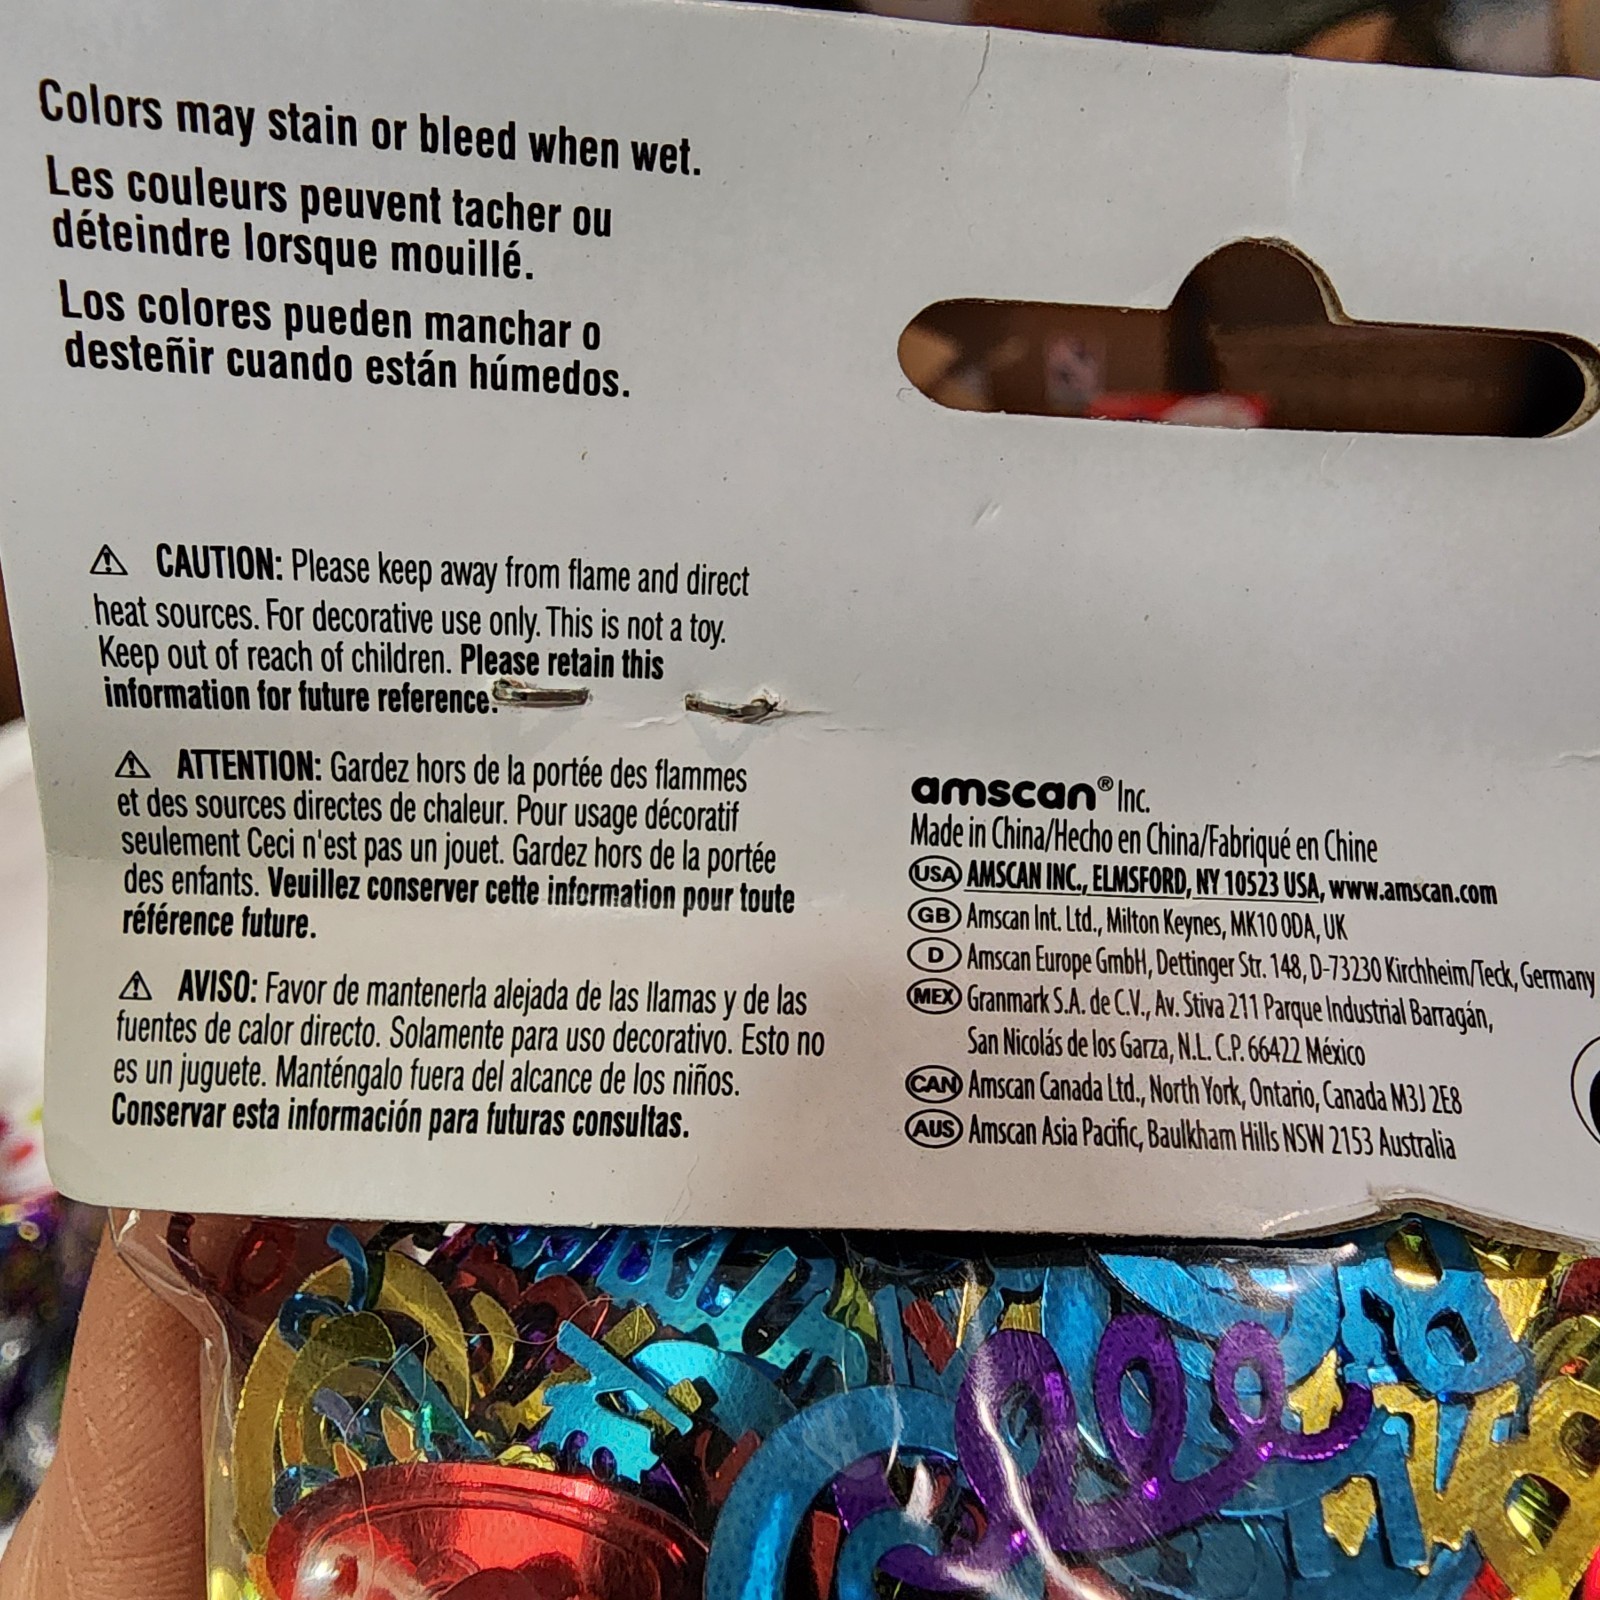 Colors may stain or bleed when wet.
Les couleurs peuvent tacher ou
déteindre lorsque mouillé.
Los colores pueden manchar o
desteñir cuando están húmedos.
⚠ CAUTION: Please keep away from flame and direct
heat sources. For decorative use only. This is not a toy.
Keep out of reach of children. Please retain this
information for future reference.
⚠ ATTENTION: Gardez hors de la portée des flammes
et des sources directes de chaleur. Pour usage décoratif
seulement Ceci n'est pas un jouet. Gardez hors de la portée
des enfants. Veuillez conserver cette information pour toute
référence future.
⚠ AVISO: Favor de mantenerla alejada de las llamas y de las
fuentes de calor directo. Solamente para uso decorativo. Esto no
es un juguete. Manténgalo fuera del alcance de los niños.
Conservar esta información para futuras consultas.
amscan® Inc.
Made in China/Hecho en China/Fabriqué en Chine
USA AMSCAN INC., ELMSFORD, NY 10523 USA, www.amscan.com
GB Amscan Int. Ltd., Milton Keynes, MK10 0DA, UK
D Amscan Europe GmbH, Dettinger Str. 148, D-73230 Kirchheim/Teck, Germany
MEX Granmark S.A. de C.V., Av. Stiva 211 Parque Industrial Barragán,
San Nicolás de los Garza, N.L. C.P. 66422 México
CAN Amscan Canada Ltd., North York, Ontario, Canada M3J 2E8
AUS Amscan Asia Pacific, Baulkham Hills NSW 2153 Australia